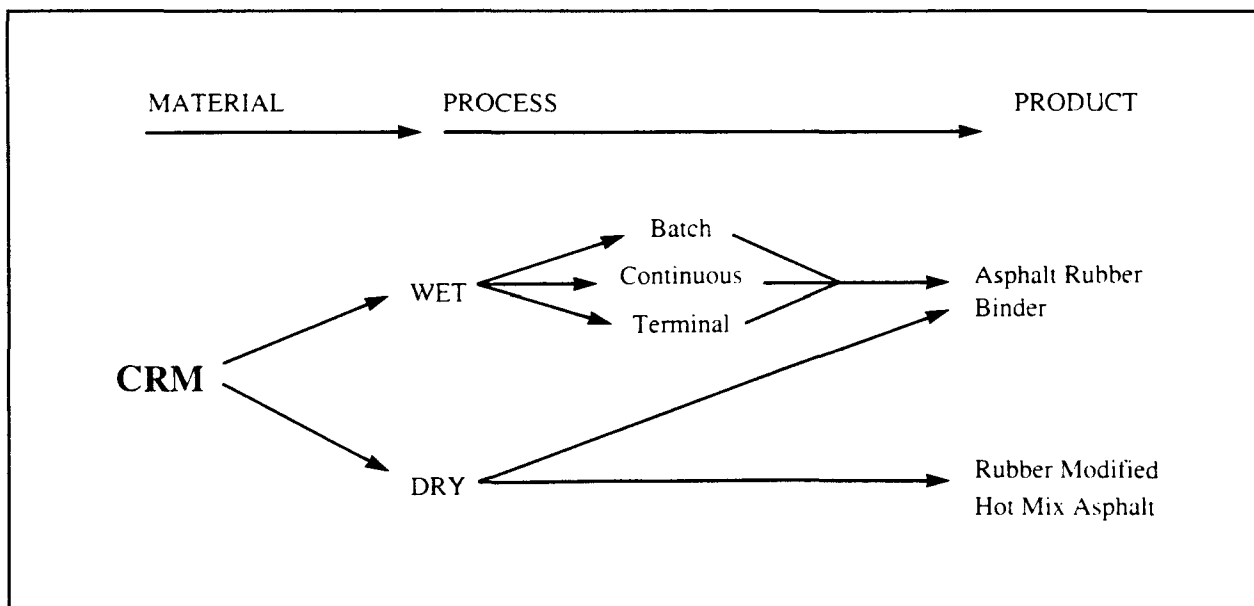 MATERIAL PROCESS PRODUCT
Batch
Continuous
Terminal
WET
Asphalt Rubber
Binder
CRM
DRY
Rubber Modified
Hot Mix Asphalt